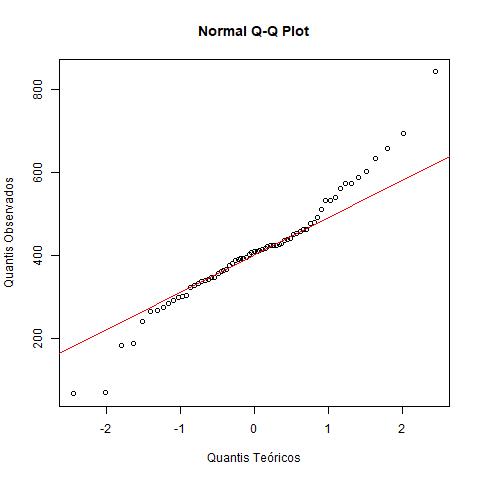 Normal Q-Q Plot
800
600
400
200
Quantis Observados
-2 -1 0 1 2
Quantis Teóricos